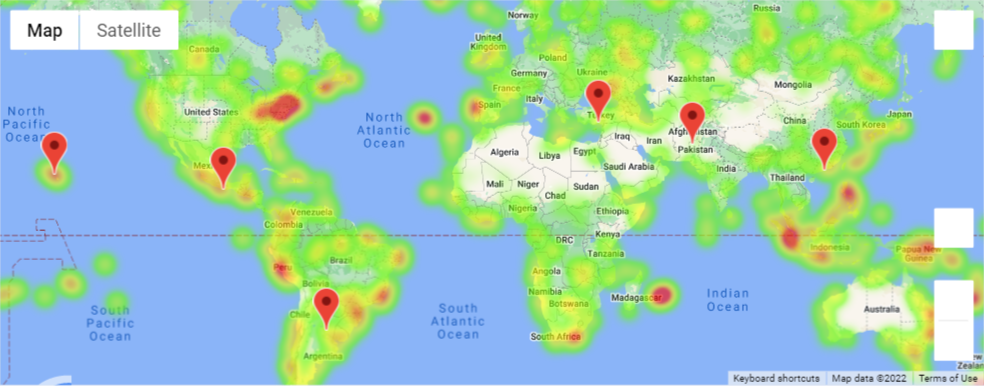 Map Satellite
Norway
Russia
Canada
United
Kingdom
Poland
Germany
Ukraine
Kazakhstan
Mongolia
France
North
Pacific
Ocean
United States
North
Atlantic
Ocean
Spain
Italy
Turkey
China
Japan
South Korea
Afghanistan
Iraq
Iran
Pakistan
Algeria
Libya
Egypt
Saudi Arabia
India
Thailand
Mexico
Mali
Niger
Chad
Sudan
Nigeria
Ethiopia
Venezuela
Colombia
DRC
Kenya
Tanzania
Indonesia
Papua New
Guinea
Brazil
Peru
Angola
Bolivia
Namibia
Botswana
Madagascar
Indian
Ocean
Australia
South
Pacific
Ocean
Chile
South
Atlantic
Ocean
South Africa
Argentina
New
Zealand
Keyboard shortcuts Map data ©2022 Terms of Use